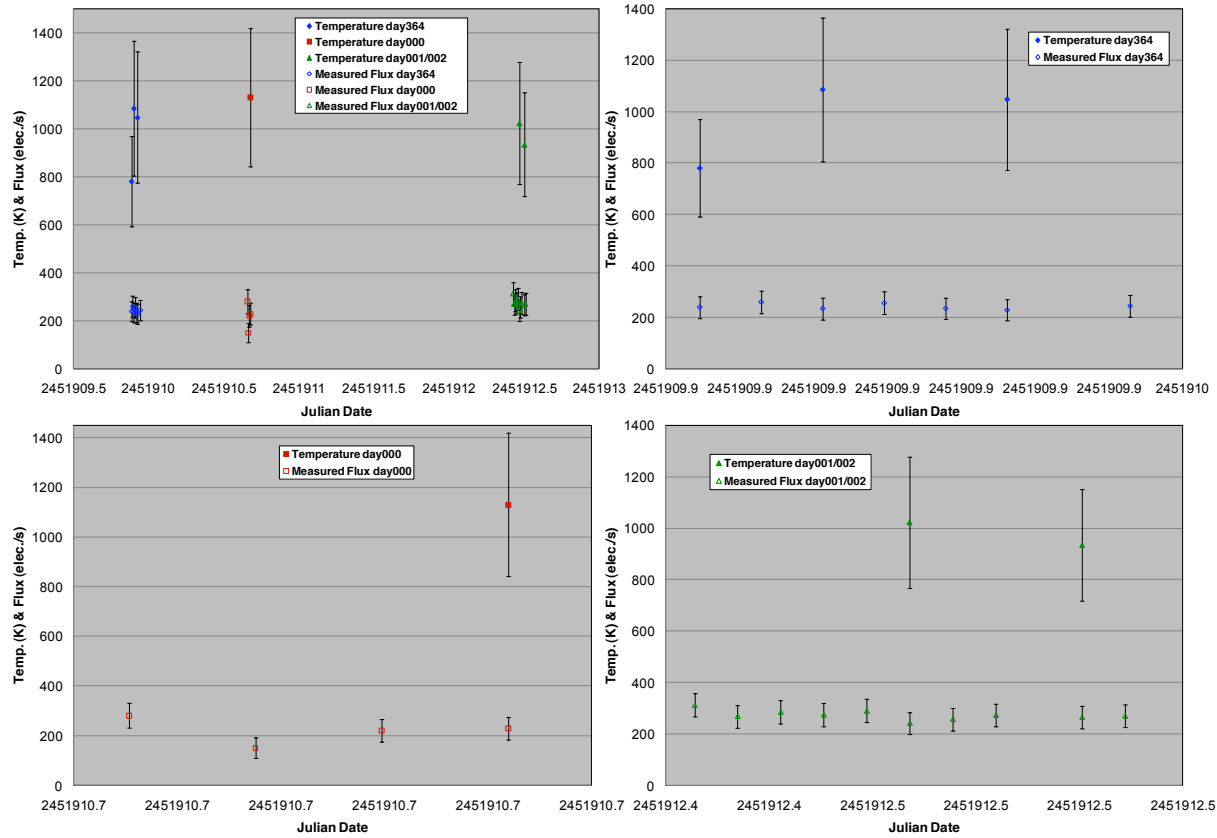 1400
1200
1000
800
600
400
200
0
Temp. (K) & Flux (elec./s)
Temperature day364
Temperature day000
Temperature day001/002
Measured Flux day364
Measured Flux day000
Measured Flux day001/002
2451909.5 2451910 2451910.5 2451911 2451911.5 2451912 2451912.5 2451913
Julian Date
1400
1200
1000
800
600
400
200
0
Temp. (K) & Flux (elec./s)
Temperature day364
Measured Flux day364
2451909.9 2451909.9 2451909.9 2451909.9 2451909.9 2451909.9 2451909.9 2451910
Julian Date
1400
1200
1000
800
600
400
200
0
Temp. (K) & Flux (elec./s)
Temperature day000
Measured Flux day000
2451910.7 2451910.7 2451910.7 2451910.7 2451910.7 2451910.7
Julian Date
1400
1200
1000
800
600
400
200
0
Temp. (K) & Flux (elec./s)
Temperature day001/002
Measured Flux day001/002
2451912.4 2451912.4 2451912.5 2451912.5 2451912.5 2451912.5
Julian Date